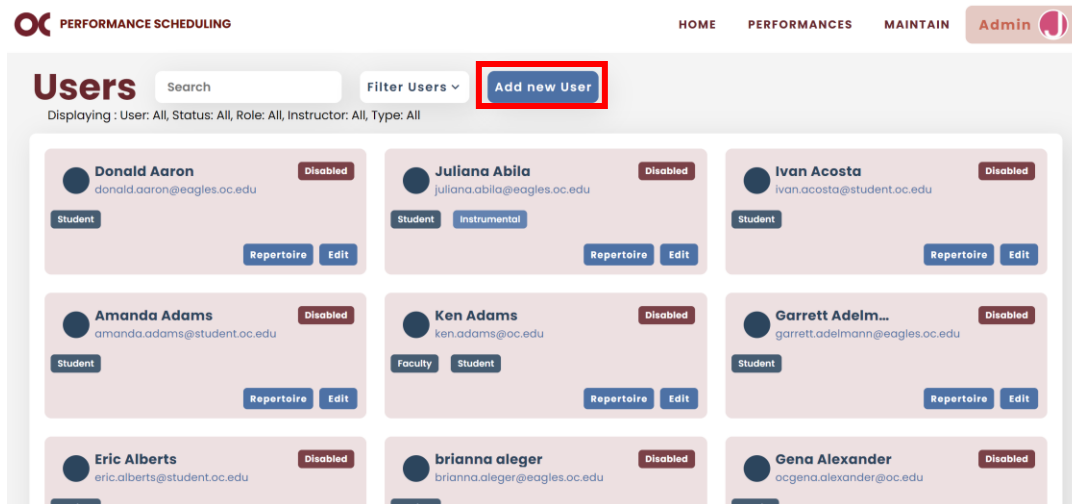 OC PERFORMANCE SCHEDULING HOME PERFORMANCES MAINTAIN Admin J
Users Search Filter Users Add new User
Displaying : User: All, Status: All, Role: All, Instructor: All, Type: All
Donald Aaron Disabled
donald.aaron@eagles.oc.edu
Student
Repertoire Edit
Juliana Abila Disabled
juliana.abila@eagles.oc.edu
Student Instrumental
Repertoire Edit
Ivan Acosta Disabled
ivan.acosta@student.oc.edu
Student
Repertoire Edit
Amanda Adams Disabled
amanda.adams@student.oc.edu
Student
Repertoire Edit
Ken Adams Disabled
ken.adams@oc.edu
Faculty Student
Repertoire Edit
Garrett Adelm... Disabled
garrett.adelmann@eagles.oc.edu
Student
Repertoire Edit
Eric Alberts Disabled
eric.alberts@student.oc.edu
brianna aleger Disabled
brianna.aleger@eagles.oc.edu
Gena Alexander Disabled
ocgena.alexander@oc.edu